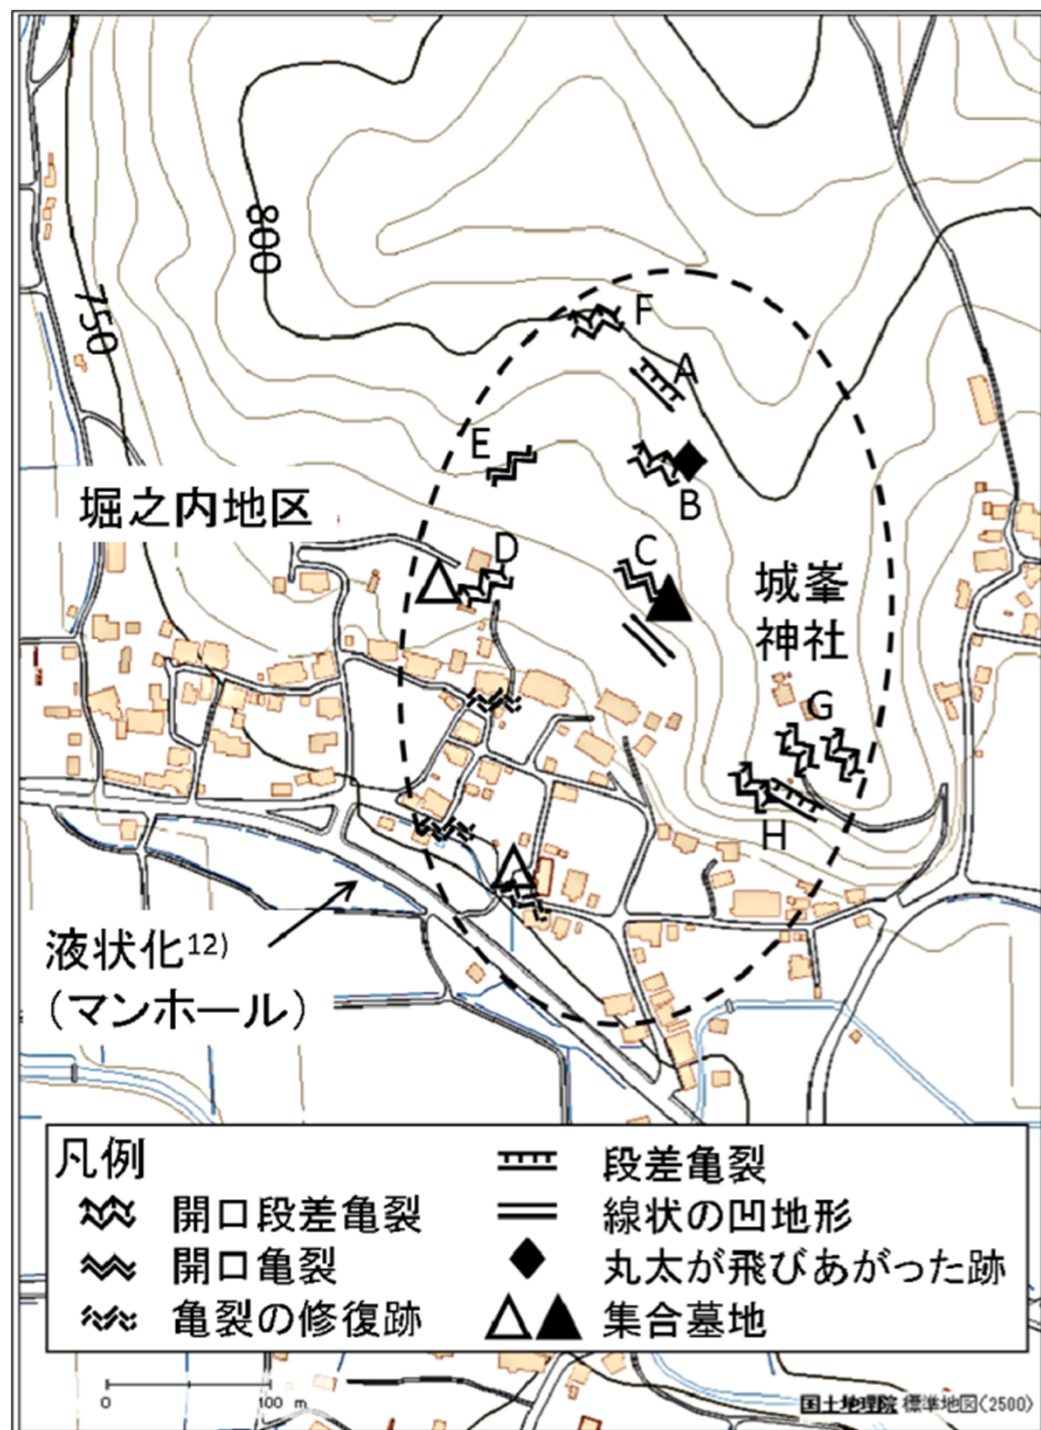 800
750
F
A
E
B
堀之内地区
D
C
城峯
神社
G
H
液状化12)
（マンホール）
凡例
開口段差亀裂
開口亀裂
亀裂の修復跡
段差亀裂
線状の凹地形
丸太が飛びあがった跡
集合墓地
0 100 m
国土地理院 標準地図(2500)